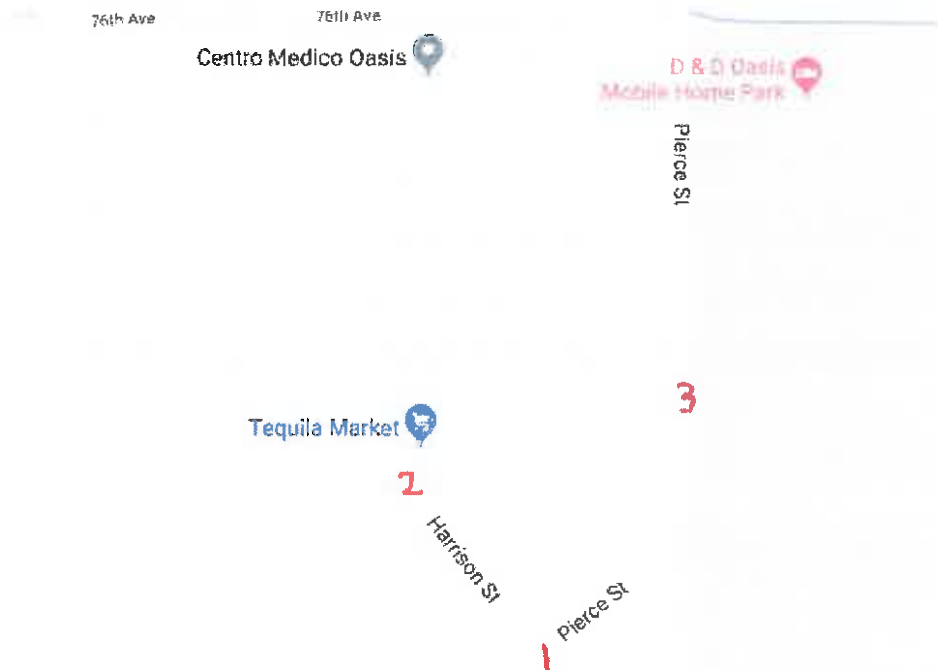 76th Ave
76th Ave
Centro Medico Oasis
D & D Oasis
Mobile Home Park
Pierce St
3
Tequila Market
2
Harrison St
Pierce St
1